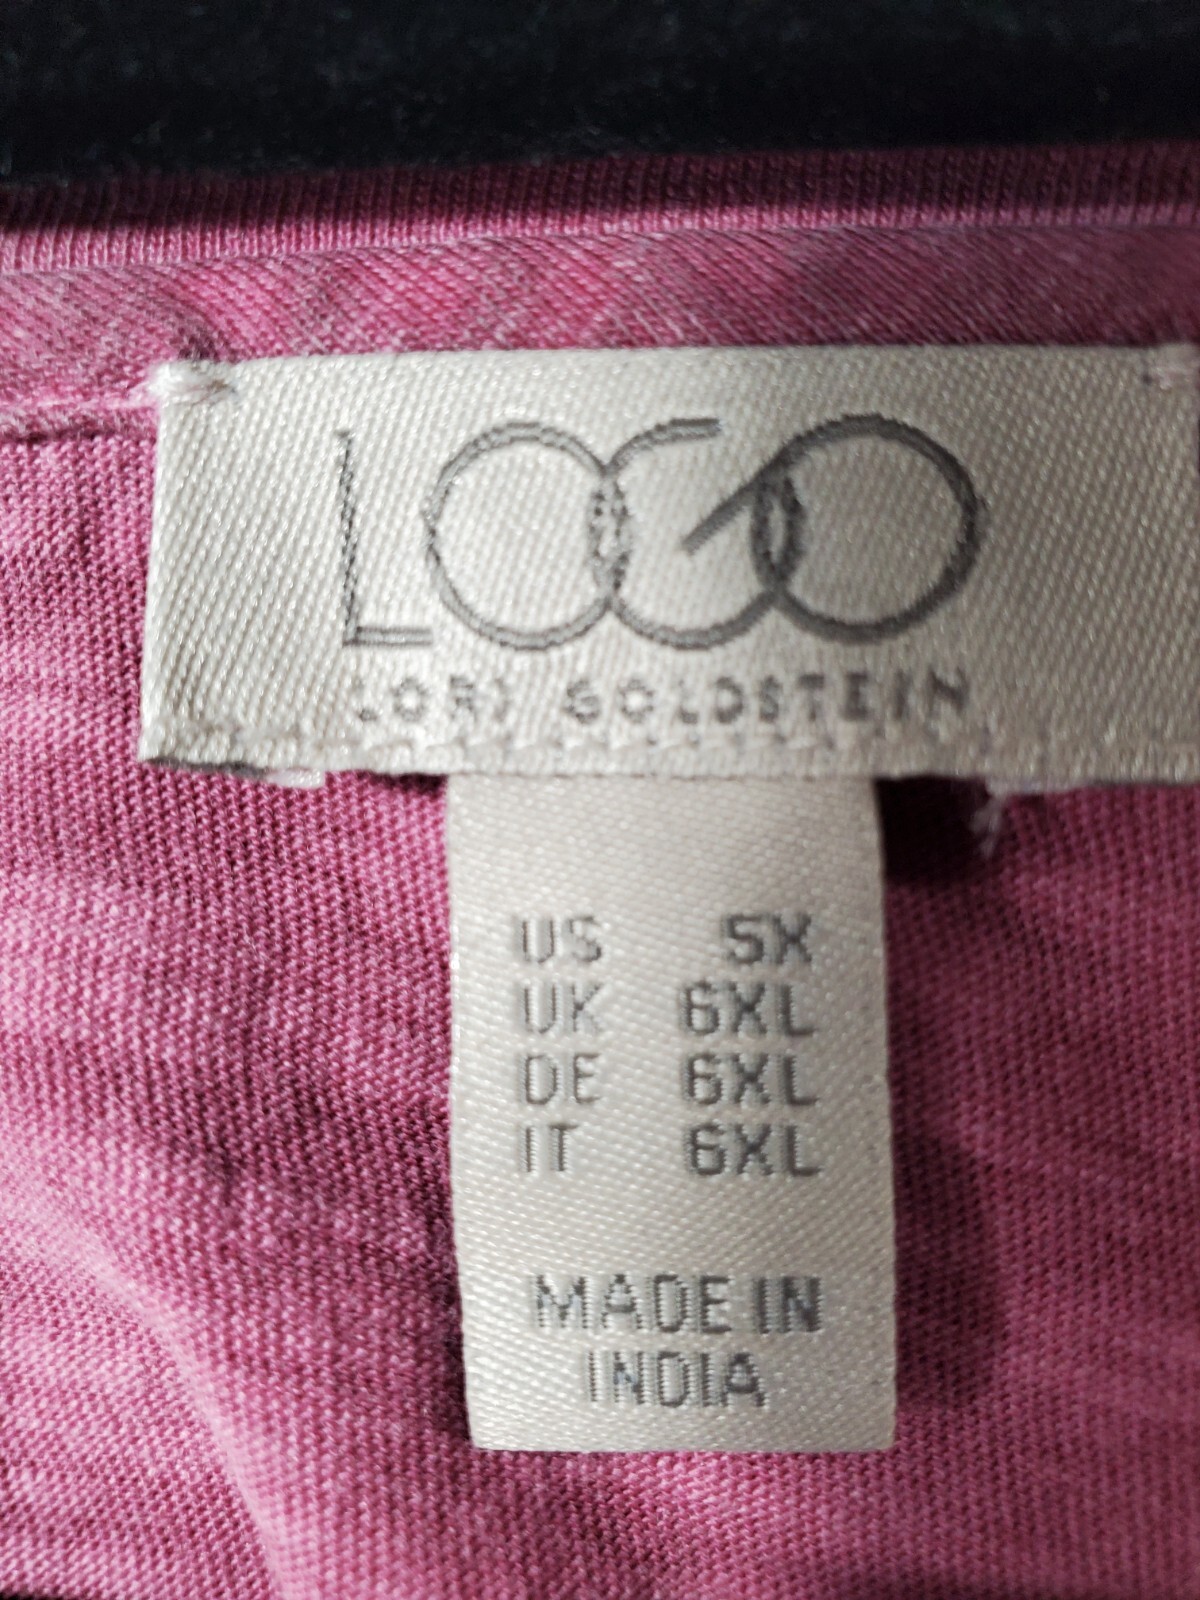 LOGO
LORI GOLDSTEIN
US 5X
UK 6XL
DE 6XL
IT 6XL
MADE IN
INDIA